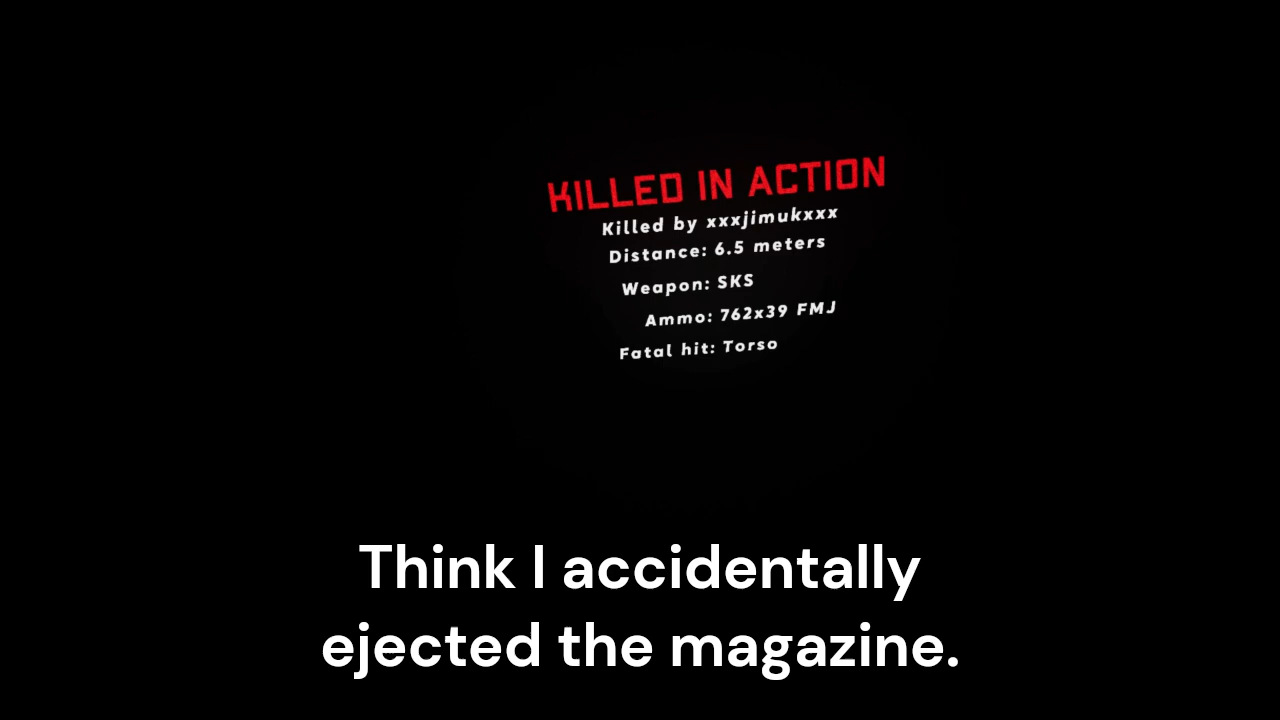 KILLED IN ACTION
Killed by xxxjimukxxx
Distance: 6.5 meters
Weapon: SKS
Ammo: 762x39 FMJ
Fatal hit: Torso
Think I accidentally
ejected the magazine.